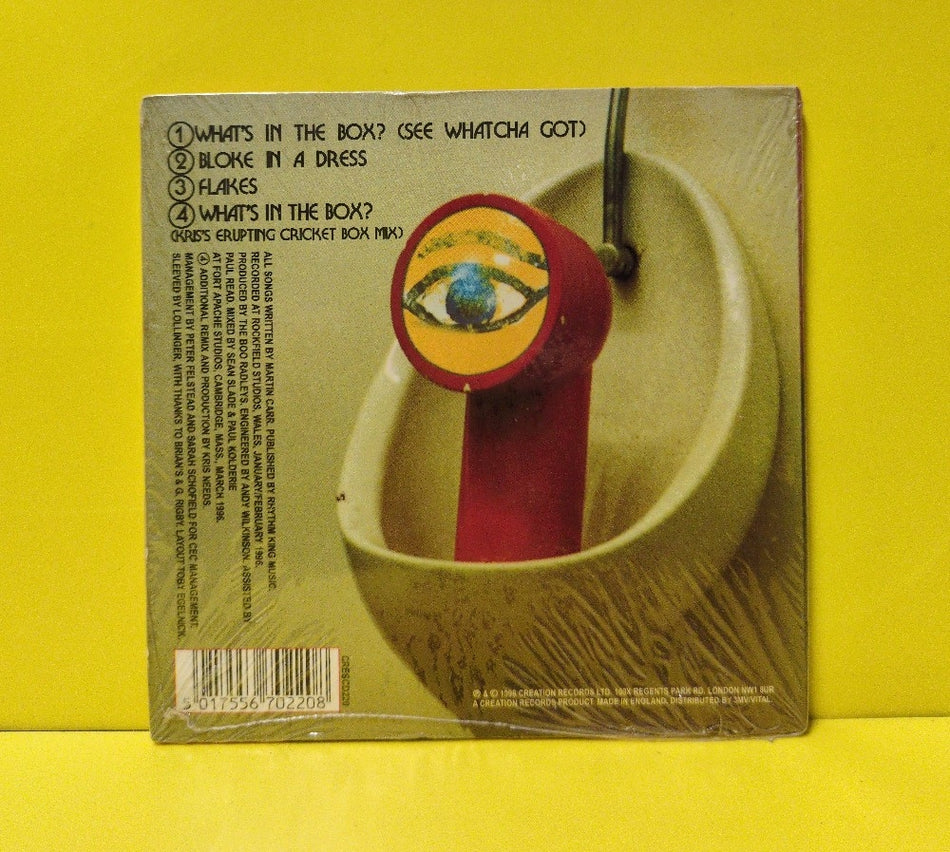 ① WHAT'S IN THE BOX? (SEE WHATCHA GOT)
② BLOKE IN A DRESS
③ FLAKES
④ WHAT'S IN THE BOX?
(KRIS'S ERUPTING CRICKET BOX MIX)
ALL SONGS WRITTEN BY MARTIN CARR. PUBLISHED BY RHYTHM KING MUSIC.
RECORDED AT ROCKFIELD STUDIOS, WALES, JANUARY/FEBRUARY 1996.
PRODUCED BY THE BOO RADLEYS. ENGINEERED BY ANDY WILKINSON. ASSISTED BY
PAUL READ. MIXED BY SEAN SLADE & PAUL KOLDERIE
AT FORT APACHE STUDIOS, CAMBRIDGE, MASS., MARCH 1996.
④ ADDITIONAL REMIX AND PRODUCTION BY KRIS NEEDS.
MANAGEMENT BY PETER FELSTEAD AND SARAH SCHOFIELD FOR CEC MANAGEMENT.
SLEEVED BY LOLLINGER, WITH THANKS TO BRIAN'S & G. RIGBY. LAYOUT TOBY EGELNICK.
CRESCD220
5 017556 702208
℗ & © 1996 CREATION RECORDS LTD. 109X REGENTS PARK RD. LONDON NW1 8UR
A CREATION RECORDS PRODUCT MADE IN ENGLAND. DISTRIBUTED BY 3MV/VITAL.